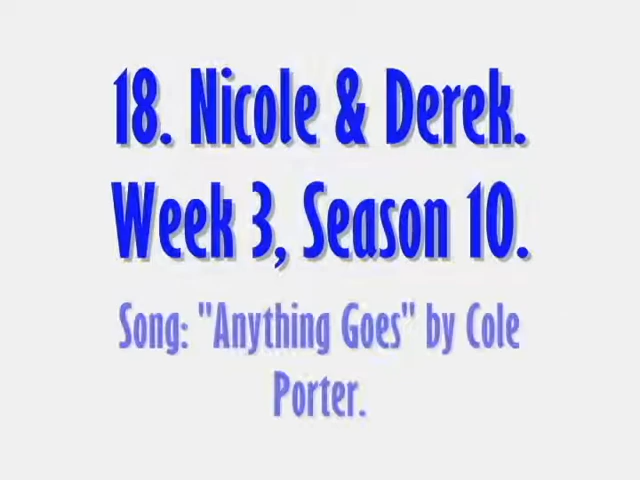 18. Nicole & Derek.
Week 3, Season 10.
Song: "Anything Goes" by Cole
Porter.